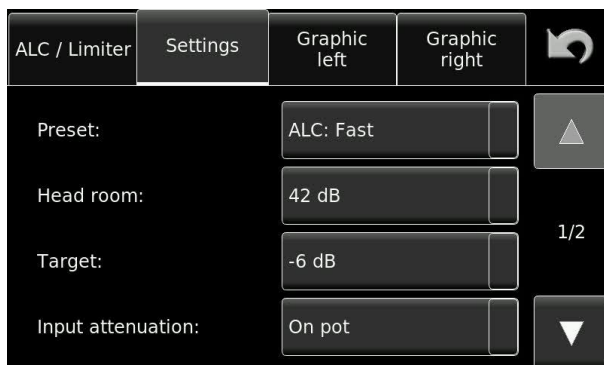 ALC / Limiter
Settings
Graphic
left
Graphic
right
Preset:
ALC: Fast
Head room:
42 dB
1/2
Target:
-6 dB
Input attenuation:
On pot